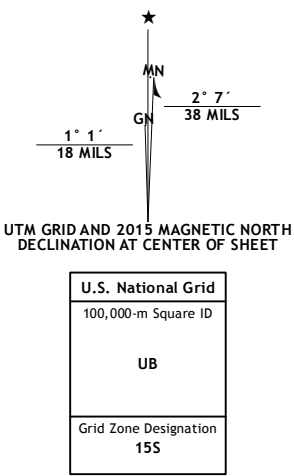 ★
MN
2° 7´
38 MILS
GN
1° 1´
18 MILS
UTM GRID AND 2015 MAGNETIC NORTH
DECLINATION AT CENTER OF SHEET
U.S. National Grid
100,000-m Square ID
UB
Grid Zone Designation
15S